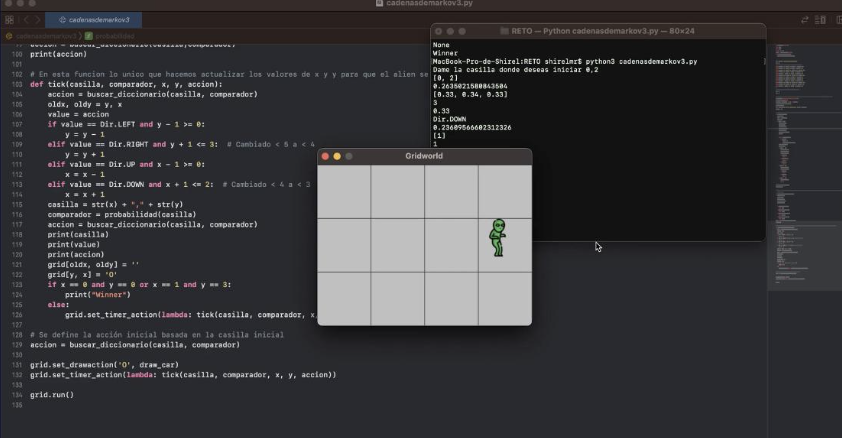 cadenasdemarkov3.py
cadenasdemarkov3
cadenasdemarkov3 > probabilidad
99 accion = buscar_diccionario(casilla,comparador)
100 print(accion)
101
102 # En esta funcion lo unico que hacemos actualizar los valores de x y y para que el alien se
103 def tick(casilla, comparador, x, y, accion):
104 accion = buscar_diccionario(casilla, comparador)
105 oldx, oldy = y, x
106 value = accion
107 if value == Dir.LEFT and y - 1 >= 0:
108 y = y - 1
109 elif value == Dir.RIGHT and y + 1 <= 3: # Cambiado < 5 a < 4
110 y = y + 1
111 elif value == Dir.UP and x - 1 >= 0:
112 x = x - 1
113 elif value == Dir.DOWN and x + 1 <= 2: # Cambiado < 4 a < 3
114 x = x + 1
115 casilla = str(x) + "," + str(y)
116 comparador = probabilidad(casilla)
117 accion = buscar_diccionario(casilla, comparador)
118 print(casilla)
119 print(value)
120 print(accion)
121 grid[oldx, oldy] = ''
122 grid[y, x] = 'O'
123 if x == 0 and y == 0 or x == 1 and y == 3:
124 print("Winner")
125 else:
126 grid.set_timer_action(lambda: tick(casilla, comparador, x,
127
128 # Se define la acción inicial basada en la casilla inicial
129 accion = buscar_diccionario(casilla, comparador)
130
131 grid.set_drawaction('O', draw_car)
132 grid.set_timer_action(lambda: tick(casilla, comparador, x, y, accion))
133
134 grid.run()
135
RETO — Python cadenasdemarkov3.py — 80×24
None
Winner
MacBook-Pro-de-Shirel:RETO shirelmr$ python3 cadenasdemarkov3.py
Dame la casilla donde deseas iniciar 0,2
[0, 2]
0.2635021580843504
[0.33, 0.34, 0.33]
3
0.33
Dir.DOWN
0.23609566602312326
[1]
1
Gridworld